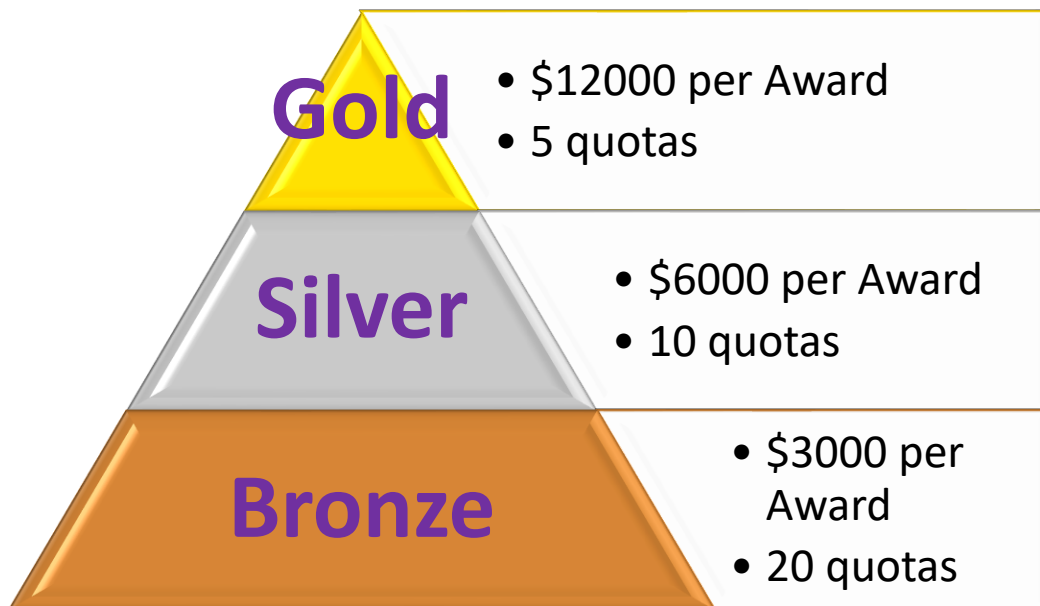 Gold
• $12000 per Award
• 5 quotas
Silver
• $6000 per Award
• 10 quotas
Bronze
• $3000 per
Award
• 20 quotas